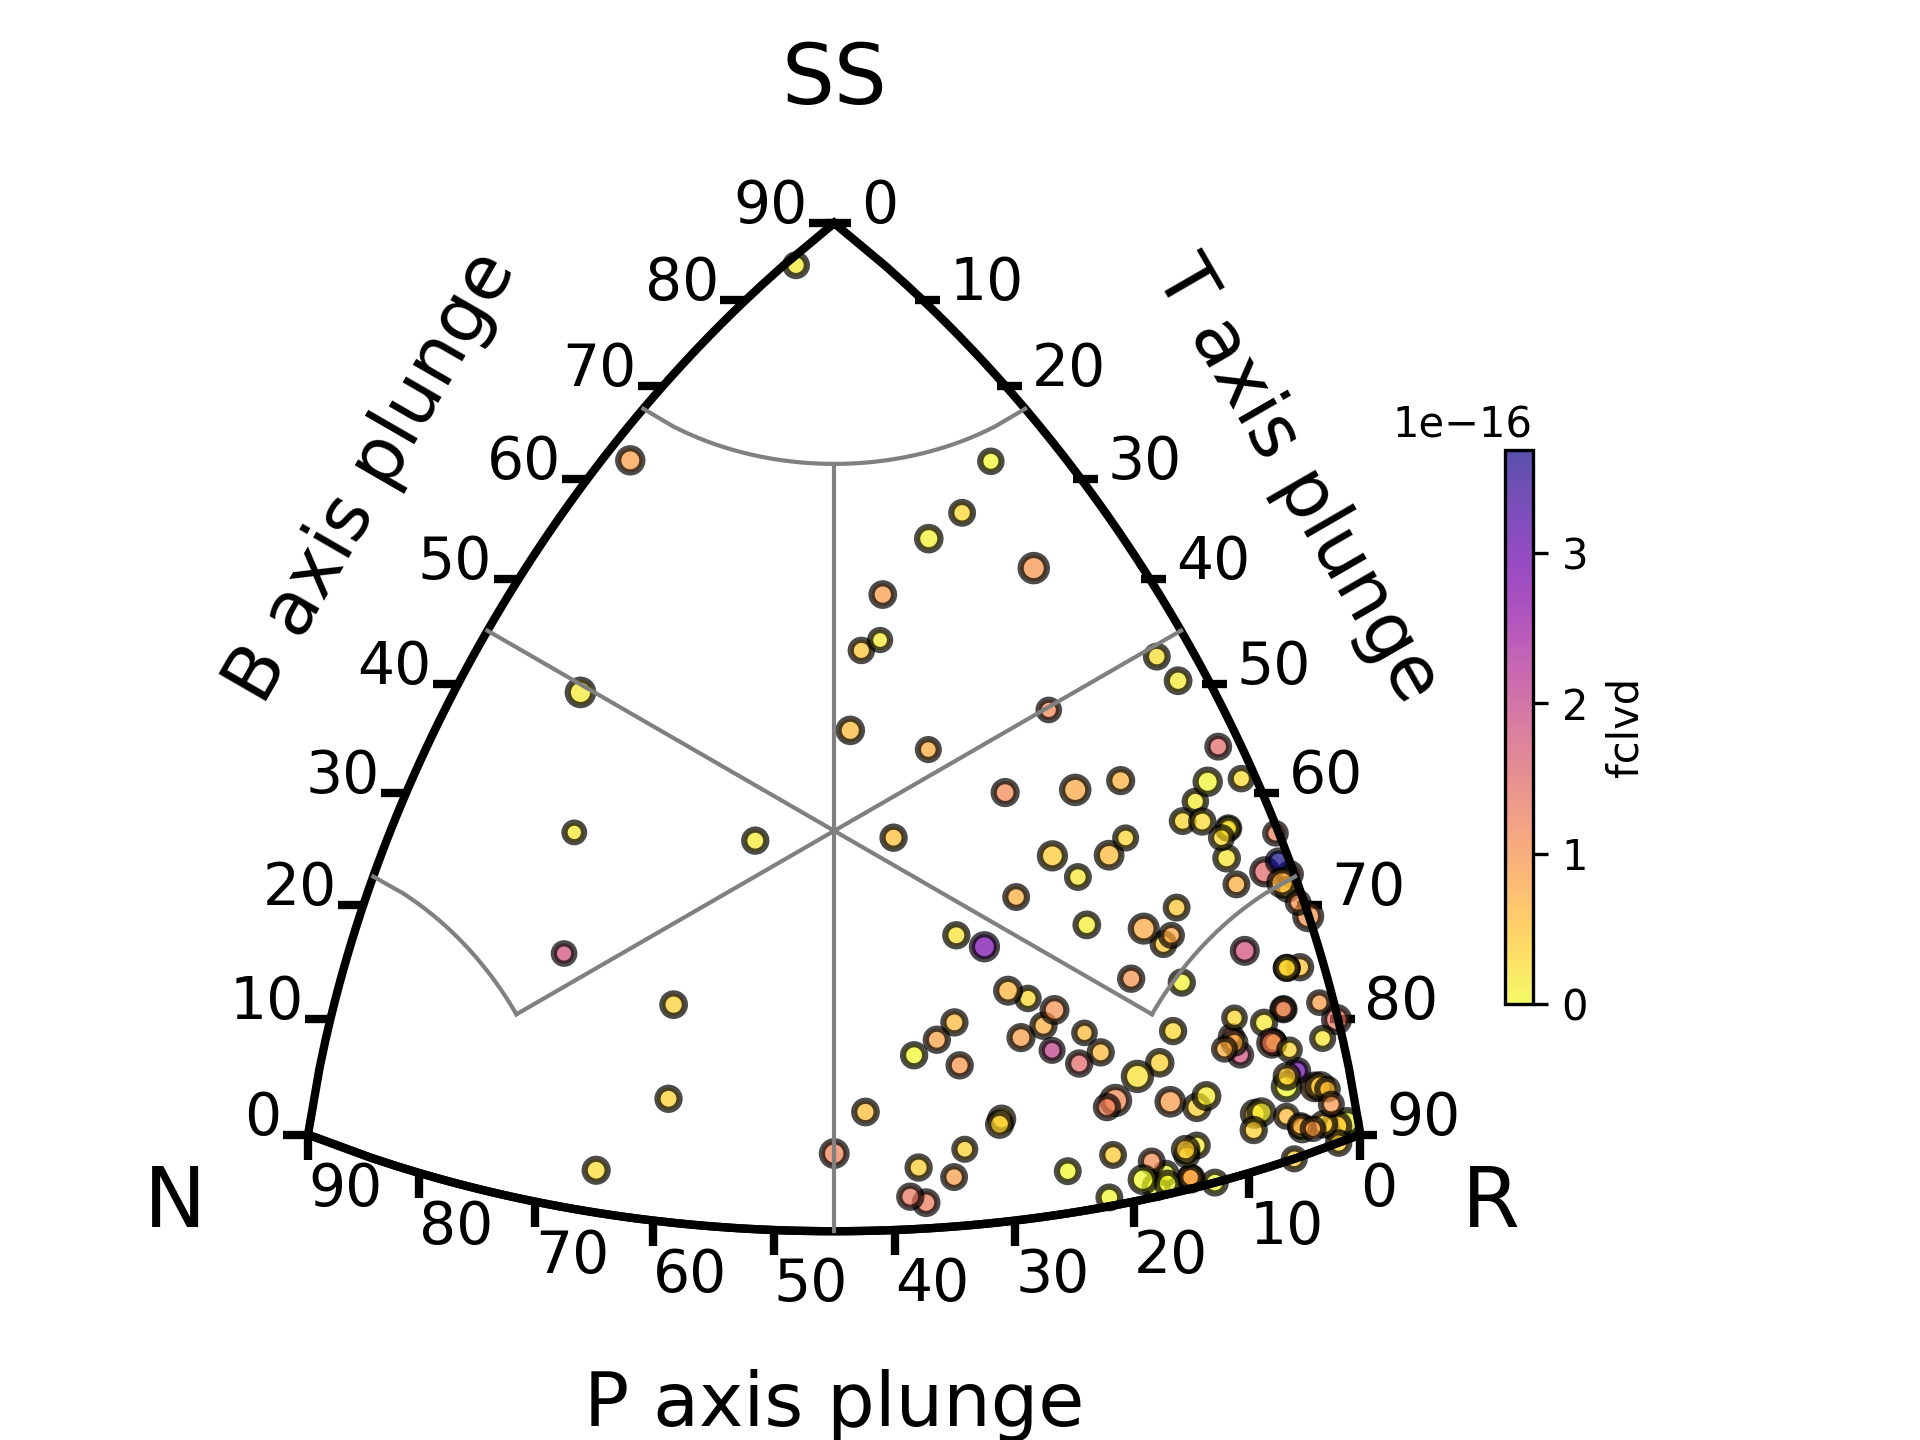 SS
90 0
80 10
70 20
60 30
50 40
40 50
30 60
20 70
10 80
0 90
B axis plunge
T axis plunge
N
R
90 80 70 60 50 40 30 20 10 0
P axis plunge
1e−16
3
2
1
0
fclvd